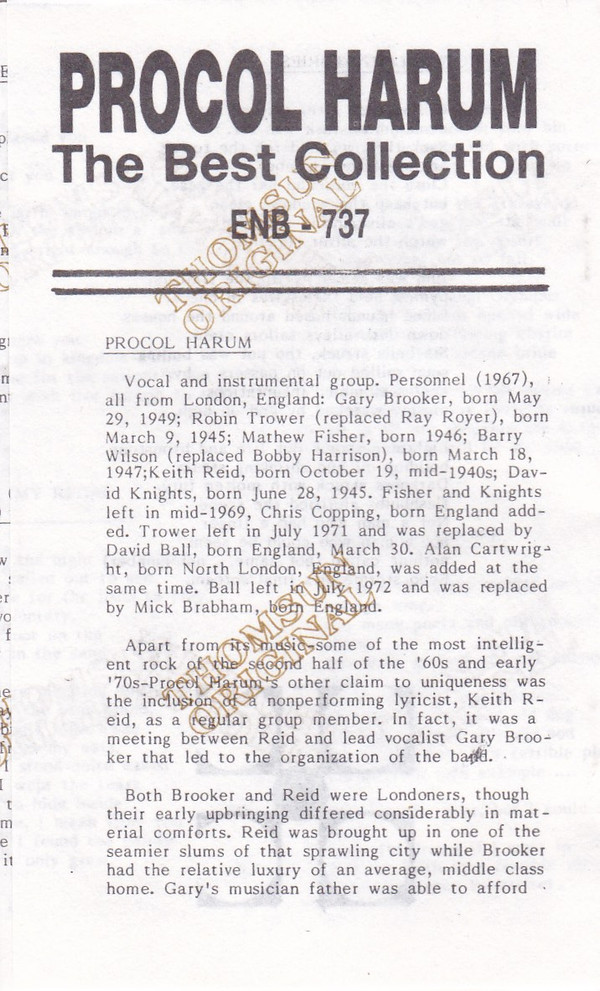 PROCOL HARUM
The Best Collection
ENB - 737
THOMSUN
ORIGINAL
PROCOL HARUM
Vocal and instrumental group. Personnel (1967),
all from London, England: Gary Brooker, born May
29, 1949; Robin Trower (replaced Ray Royer), born
March 9, 1945; Mathew Fisher, born 1946; Barry
Wilson (replaced Bobby Harrison), born March 18,
1947;Keith Reid, born October 19, mid-1940s; Dav-
id Knights, born June 28, 1945. Fisher and Knights
left in mid-1969, Chris Copping, born England add-
ed. Trower left in July 1971 and was replaced by
David Ball, born England, March 30. Alan Cartwrig-
ht, born North London, England, was added at the
same time. Ball left in July 1972 and was replaced
by Mick Brabham, born England.
THOMSUN
ORIGINAL
Apart from its music-some of the most intellig-
ent rock of the second half of the '60s and early
'70s-Procol Harum's other claim to uniqueness was
the inclusion of a nonperforming lyricist, Keith R-
eid, as a regular group member. In fact, it was a
meeting between Reid and lead vocalist Gary Broo-
ker that led to the organization of the band.
Both Brooker and Reid were Londoners, though
their early upbringing differed considerably in mat-
erial comforts. Reid was brought up in one of the
seamier slums of that sprawling city while Brooker
had the relative luxury of an average, middle class
home. Gary's musician father was able to afford